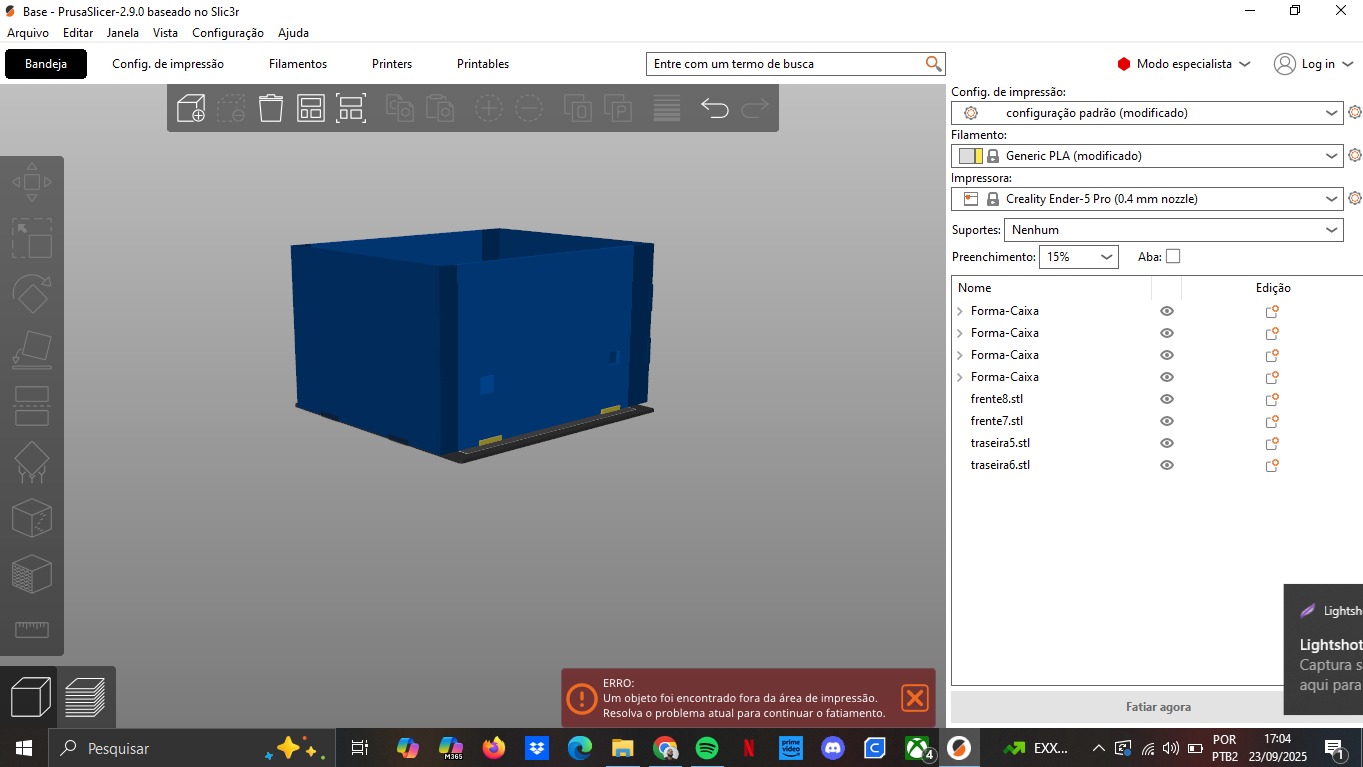 Base - PrusaSlicer-2.9.0 baseado no Slic3r
Arquivo Editar Janela Vista Configuração Ajuda
Bandeja Config. de impressão Filamentos Printers Printables Entre com um termo de busca Modo especialista Log in
Config. de impressão:
configuração padrão (modificado)
Filamento:
Generic PLA (modificado)
Impressora:
Creality Ender-5 Pro (0.4 mm nozzle)
Suportes: Nenhum
Preenchimento: 15% Aba:
Nome Edição
Forma-Caixa
Forma-Caixa
Forma-Caixa
Forma-Caixa
frente8.stl
frente7.stl
traseira5.stl
traseira6.stl
Lightsh
Lightshot
Captura s
aqui para
ERRO:
Um objeto foi encontrado fora da área de impressão.
Resolva o problema atual para continuar o fatiamento.
Fatiar agora
Pesquisar
M365
prime video
4
EXX...
POR
PTB2
17:04
23/09/2025
1